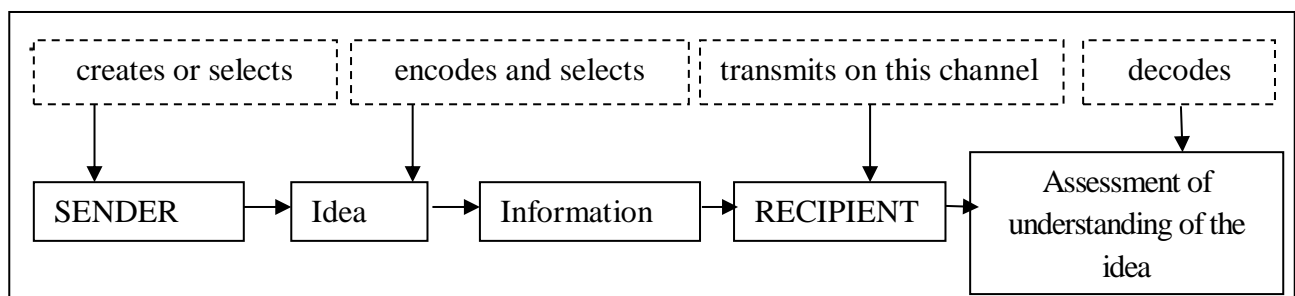 creates or selects
encodes and selects
transmits on this channel
decodes
SENDER
Idea
Information
RECIPIENT
Assessment of
understanding of the
idea